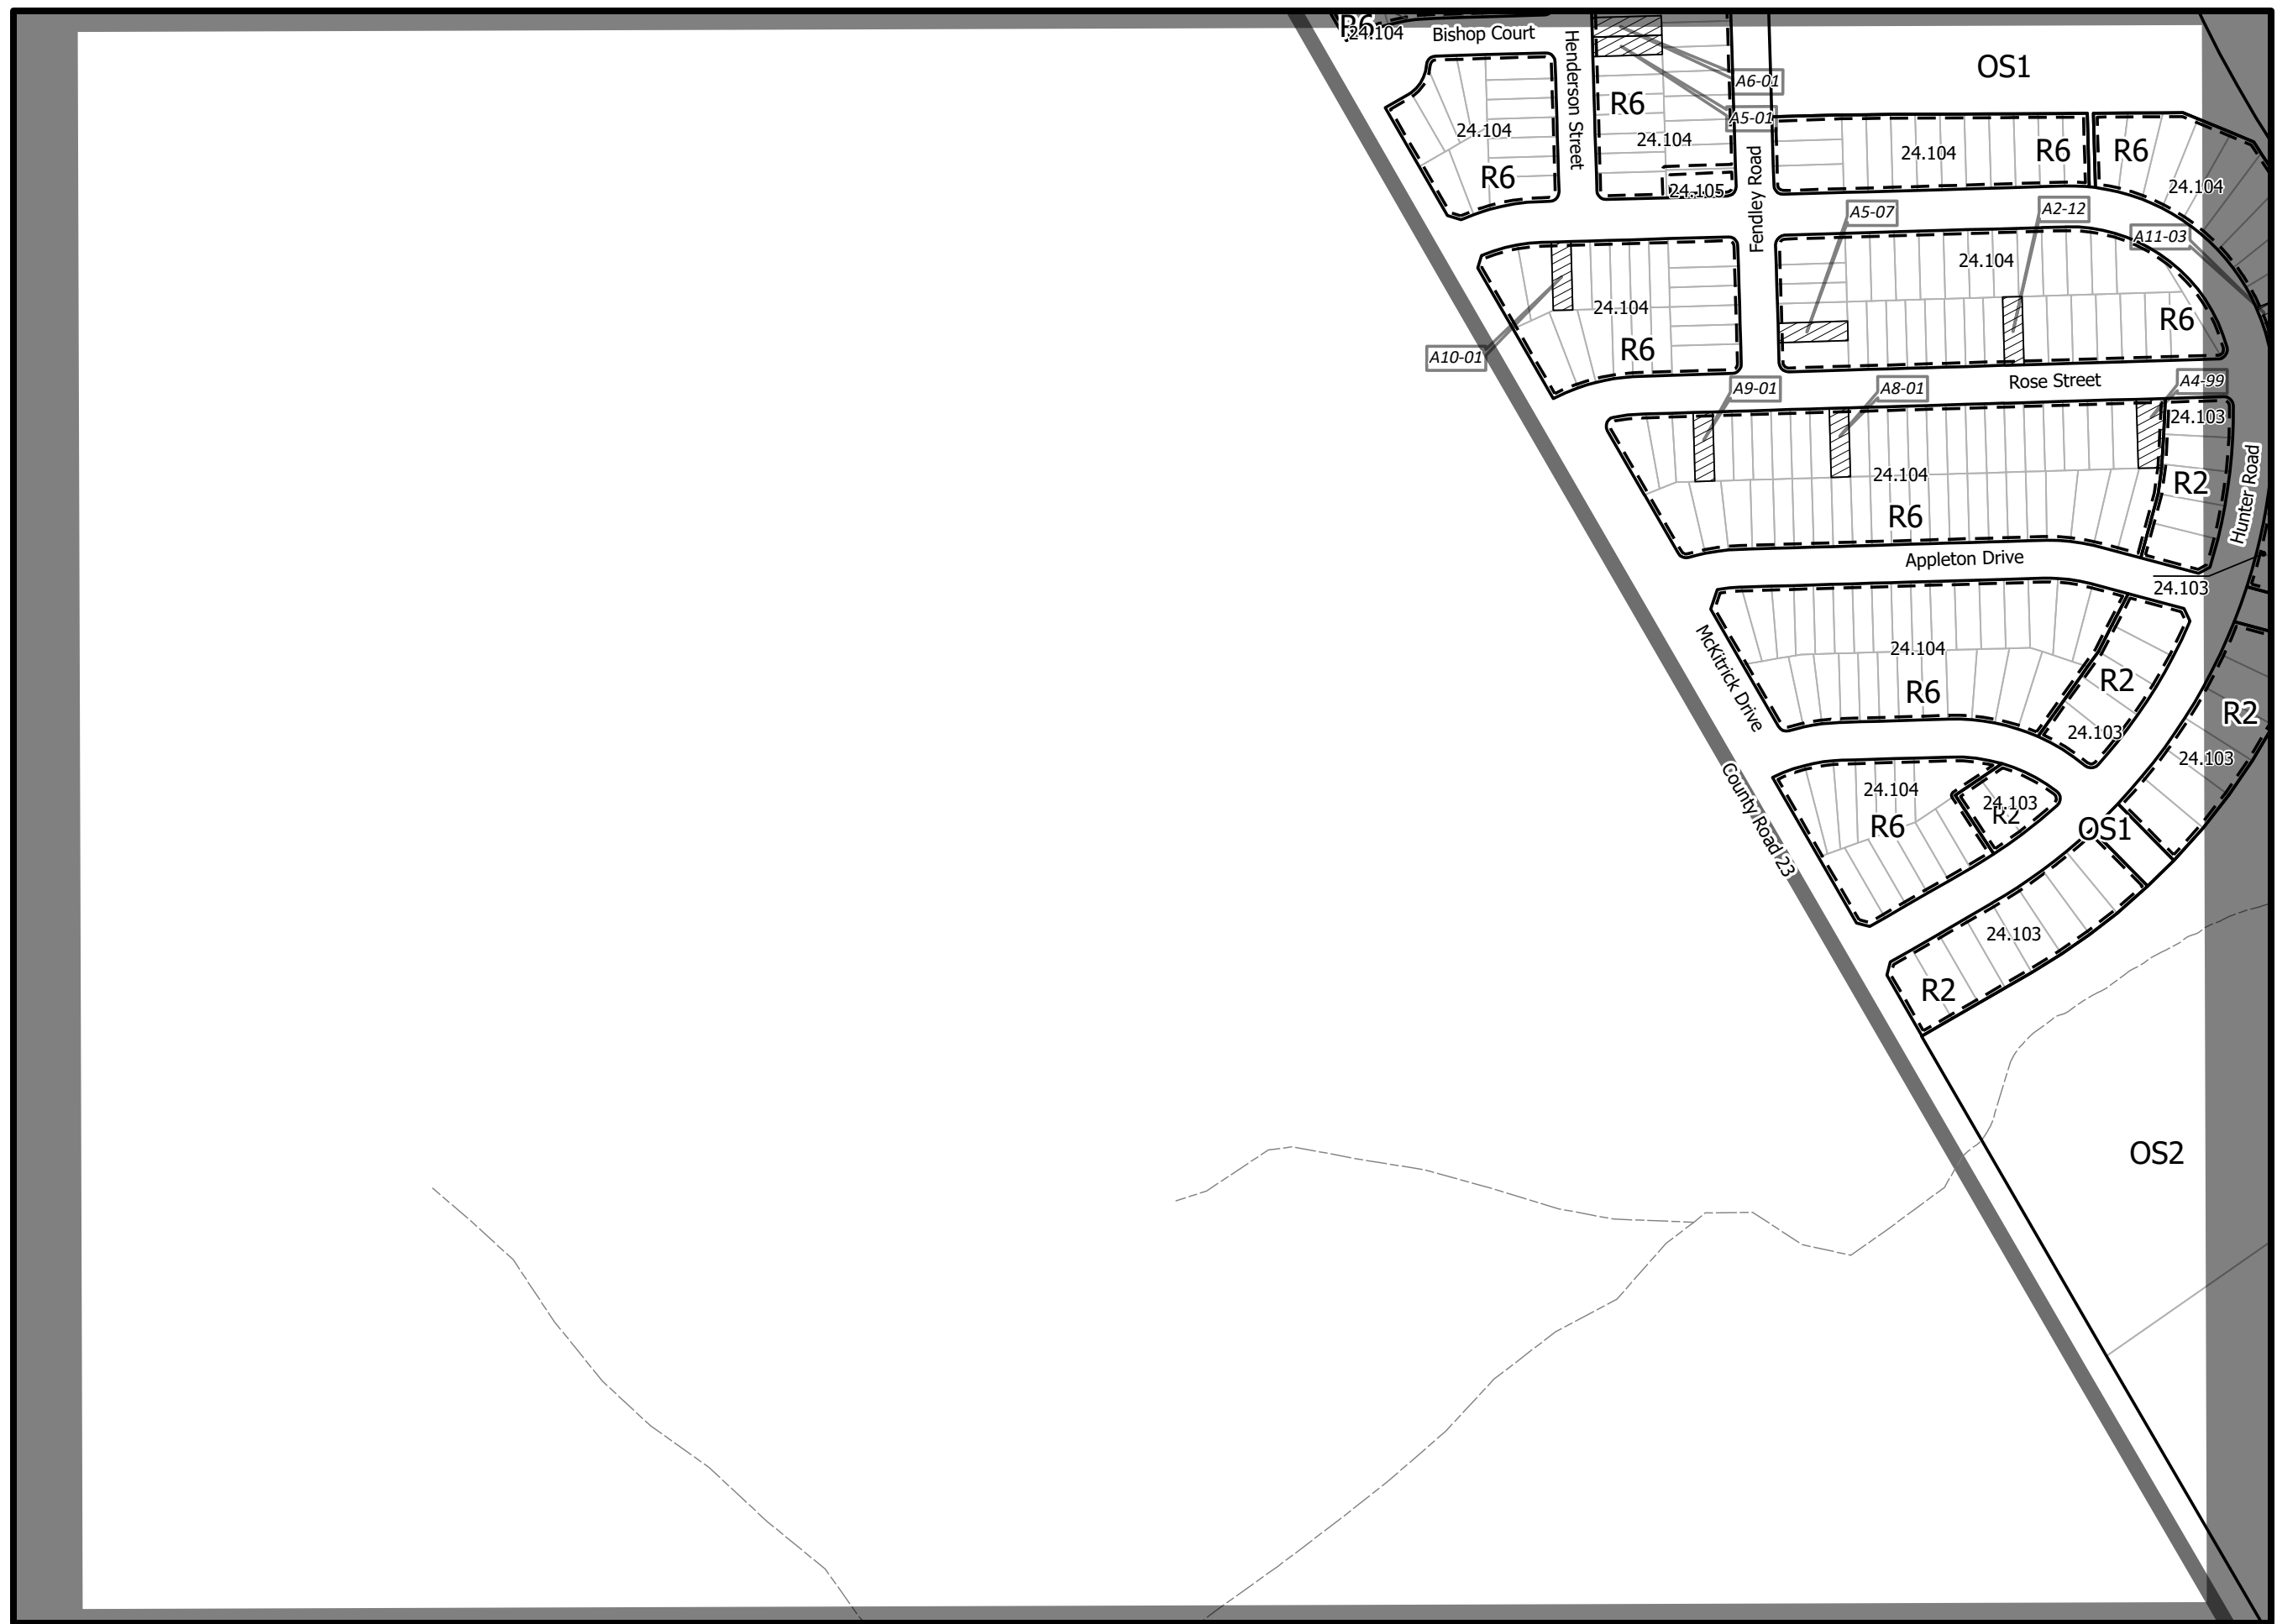 R6
24.104
Bishop Court
Henderson Street
OS1
A6-01
A5-01
R6
24.104
24.104
R6
24.105
Fendley Road
24.104
R6
R6
24.104
A5-07
A2-12
A11-03
24.104
24.104
R6
R6
A10-01
A9-01
A8-01
Rose Street
A4-99
24.103
R2
Hunter Road
24.104
R6
Appleton Drive
24.103
24.104
R6
R2
24.103
McKitrick Drive
R2
24.103
County Road 23
24.104
R6
24.103
R2
OS1
24.103
R2
OS2